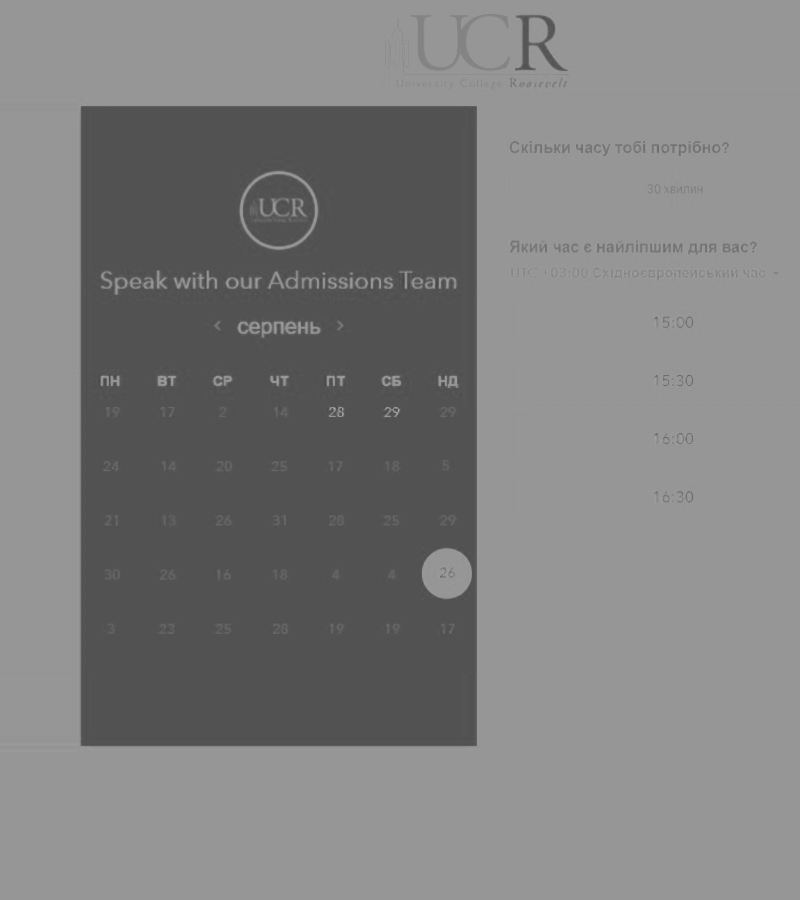 UCR
University College Roosevelt
UCR
Speak with our Admissions Team
< серпень >
ПН ВТ СР ЧТ ПТ СБ НД
19 17 2 14 28 29 29
24 14 20 25 17 18 5
21 13 26 31 28 25 29
30 26 16 18 4 4 26
3 23 25 28 19 19 17
Скільки часу тобі потрібно?
30 хвилин
Який час є найліпшим для вас?
UTC +03:00 Східноєвропейський час
15:00
15:30
16:00
16:30